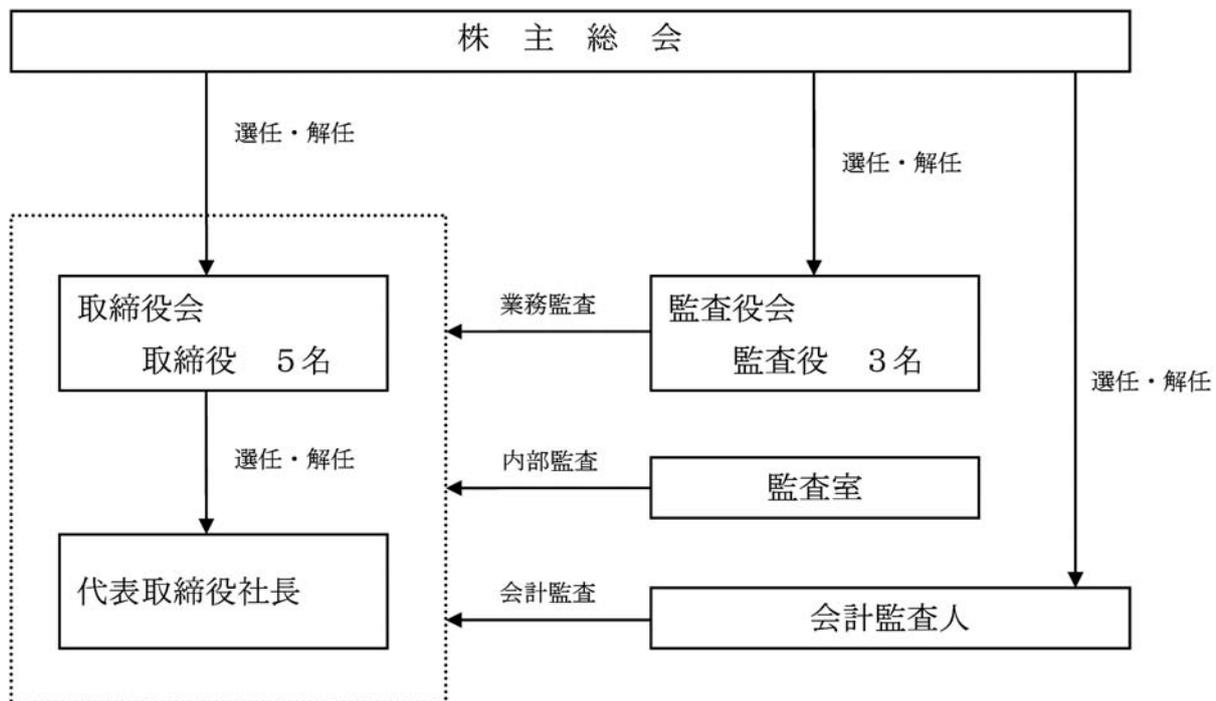 株 主 総 会
選任・解任
選任・解任
取締役会
取締役 5名
業務監査
監査役会
監査役 3名
選任・解任
選任・解任
内部監査
監査室
代表取締役社長
会計監査
会計監査人